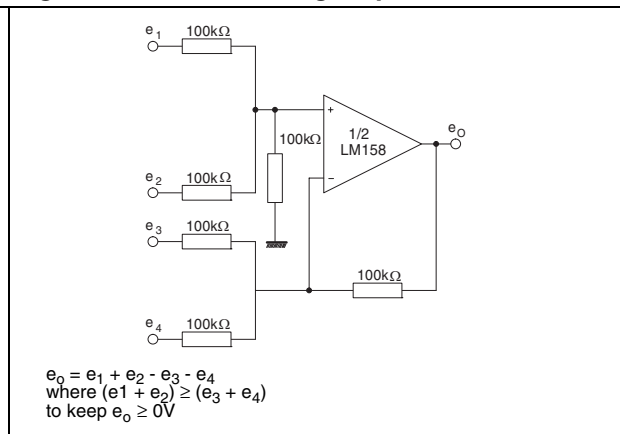 e1 100kΩ
+
1/2
LM158
100kΩ
eO
e2 100kΩ
−
e3 100kΩ
100kΩ
e4 100kΩ
eo = e1 + e2 - e3 - e4
where (e1 + e2) ≥ (e3 + e4)
to keep eo ≥ 0V